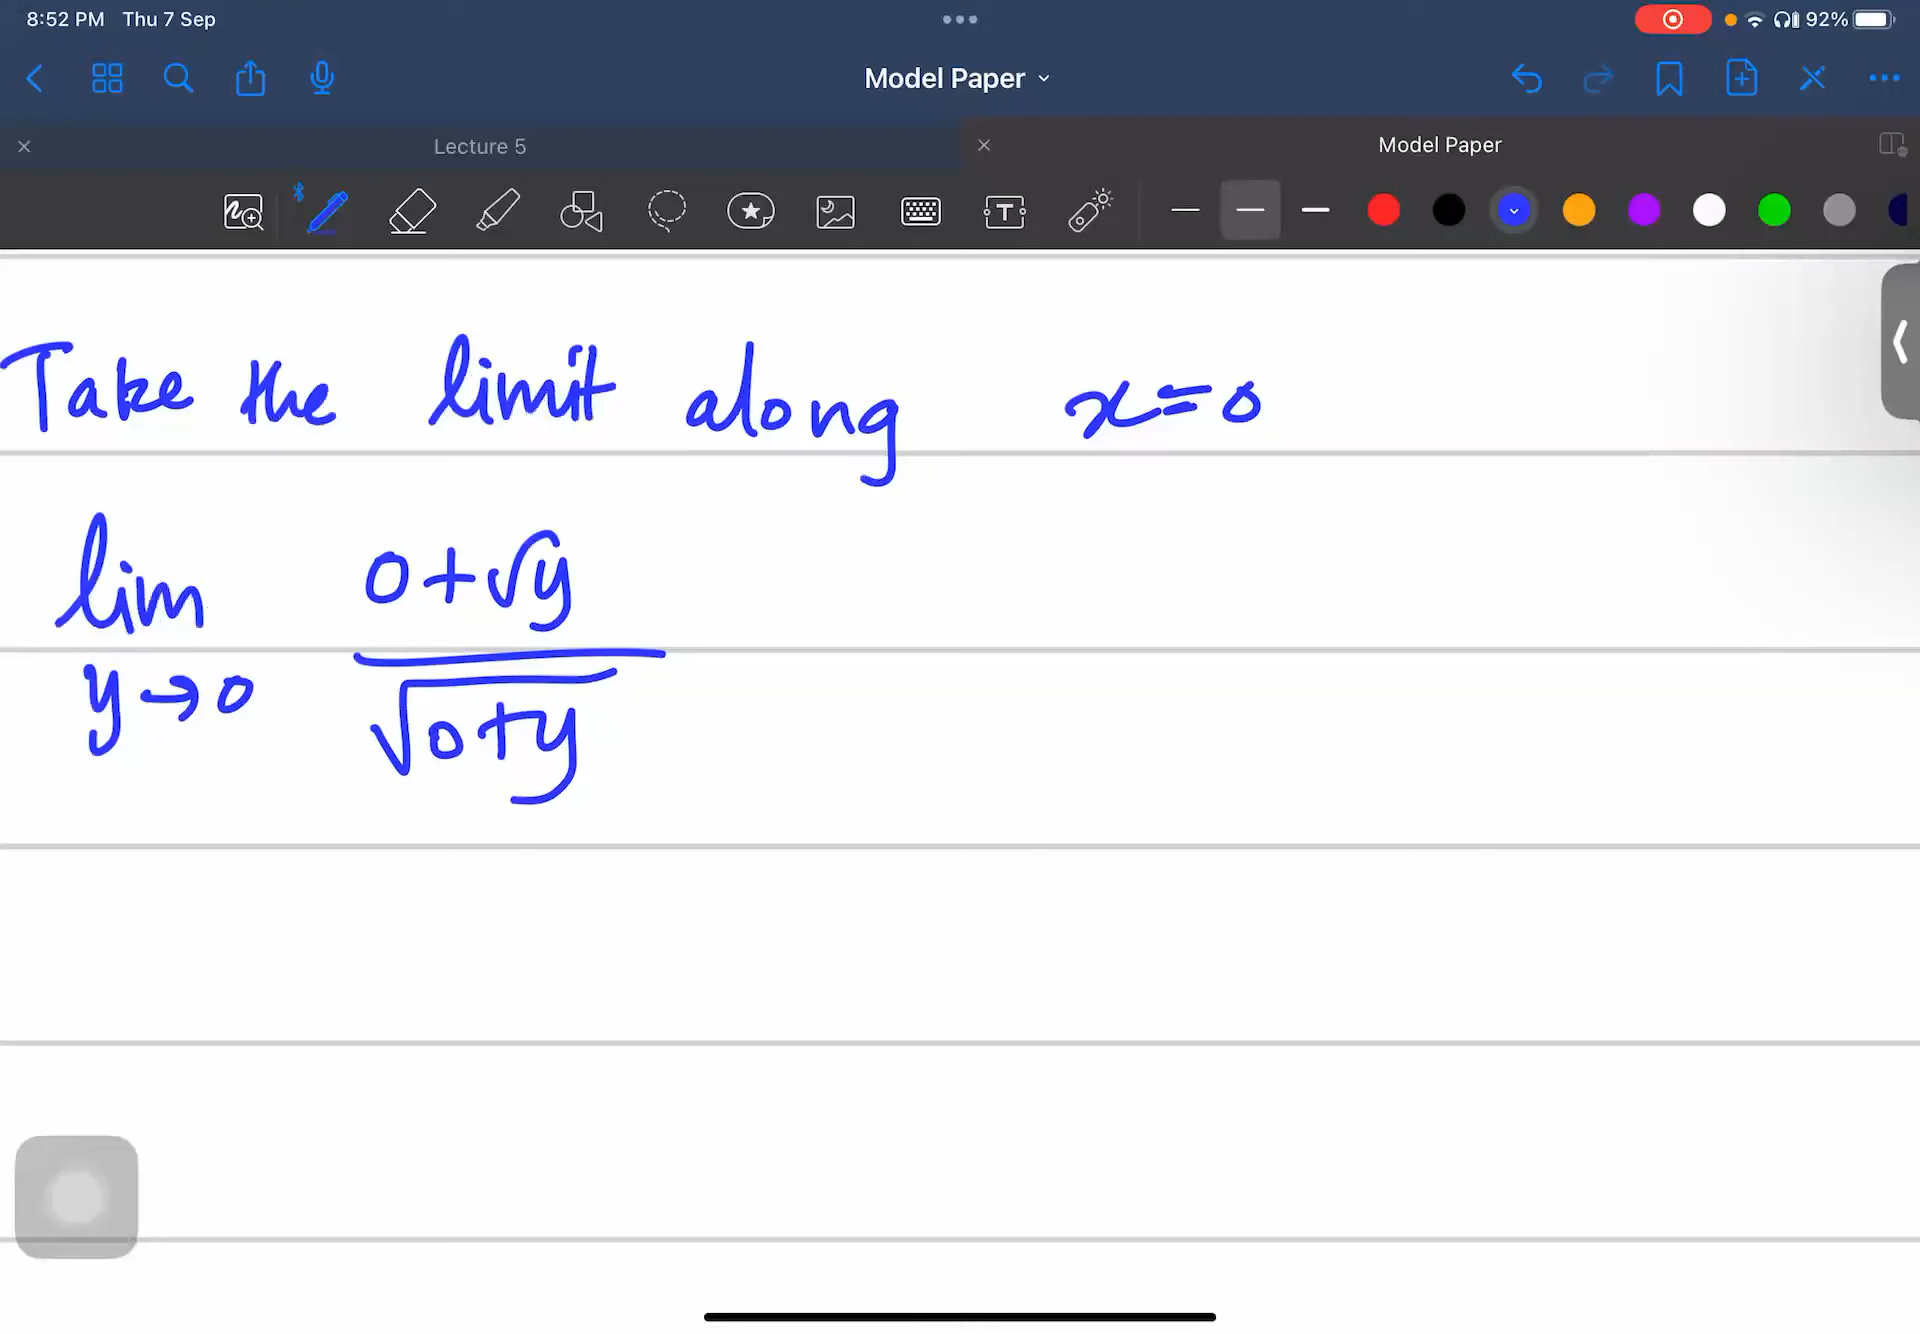 8:52 PM Thu 7 Sep 92%
Model Paper
Lecture 5 Model Paper
T
Take the limit along x=0
lim 0+√y
y→0 √0+y